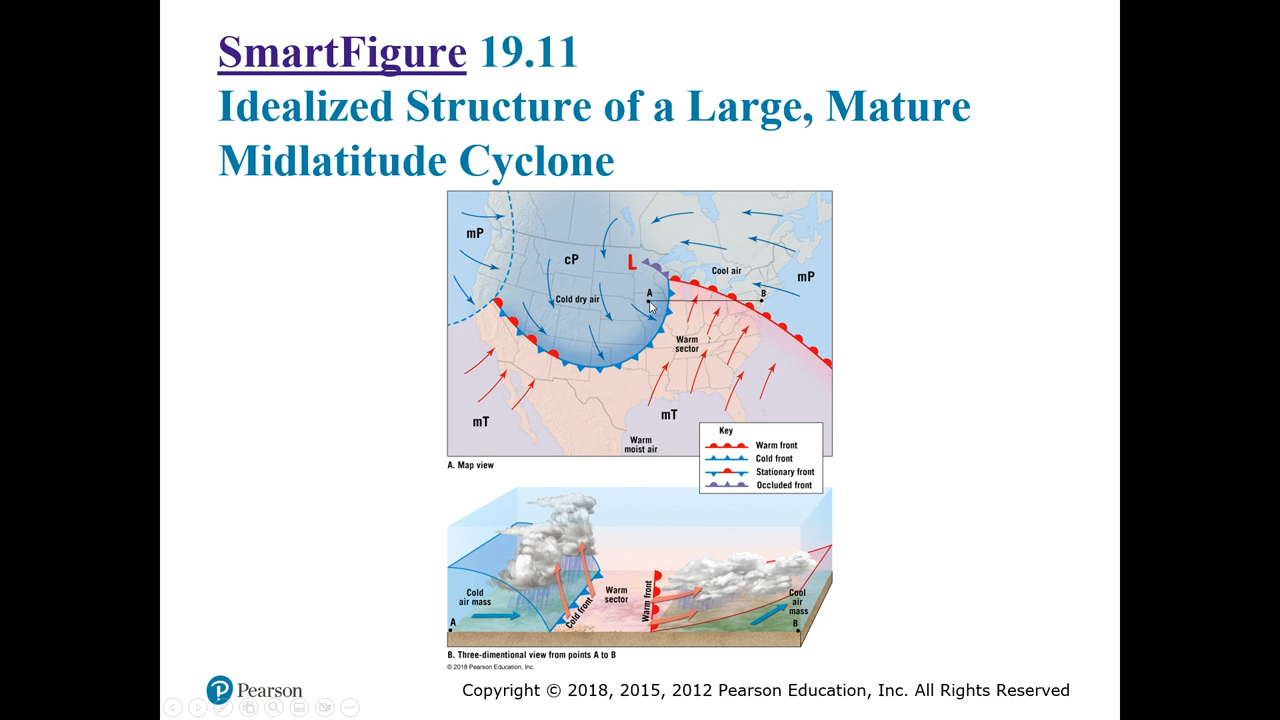 SmartFigure 19.11
Idealized Structure of a Large, Mature
Midlatitude Cyclone
mP
cP
L
Cool air
mP
A
B
Cold dry air
Warm
sector
mT
mT
Warm
moist air
Key
Warm front
Cold front
Stationary front
Occluded front
A. Map view
Cold
air mass
A
Cold front
Warm
sector
Warm front
Cool
air
mass
B
B. Three-dimentional view from points A to B
© 2018 Pearson Education, Inc.
Pearson
Copyright © 2018, 2015, 2012 Pearson Education, Inc. All Rights Reserved